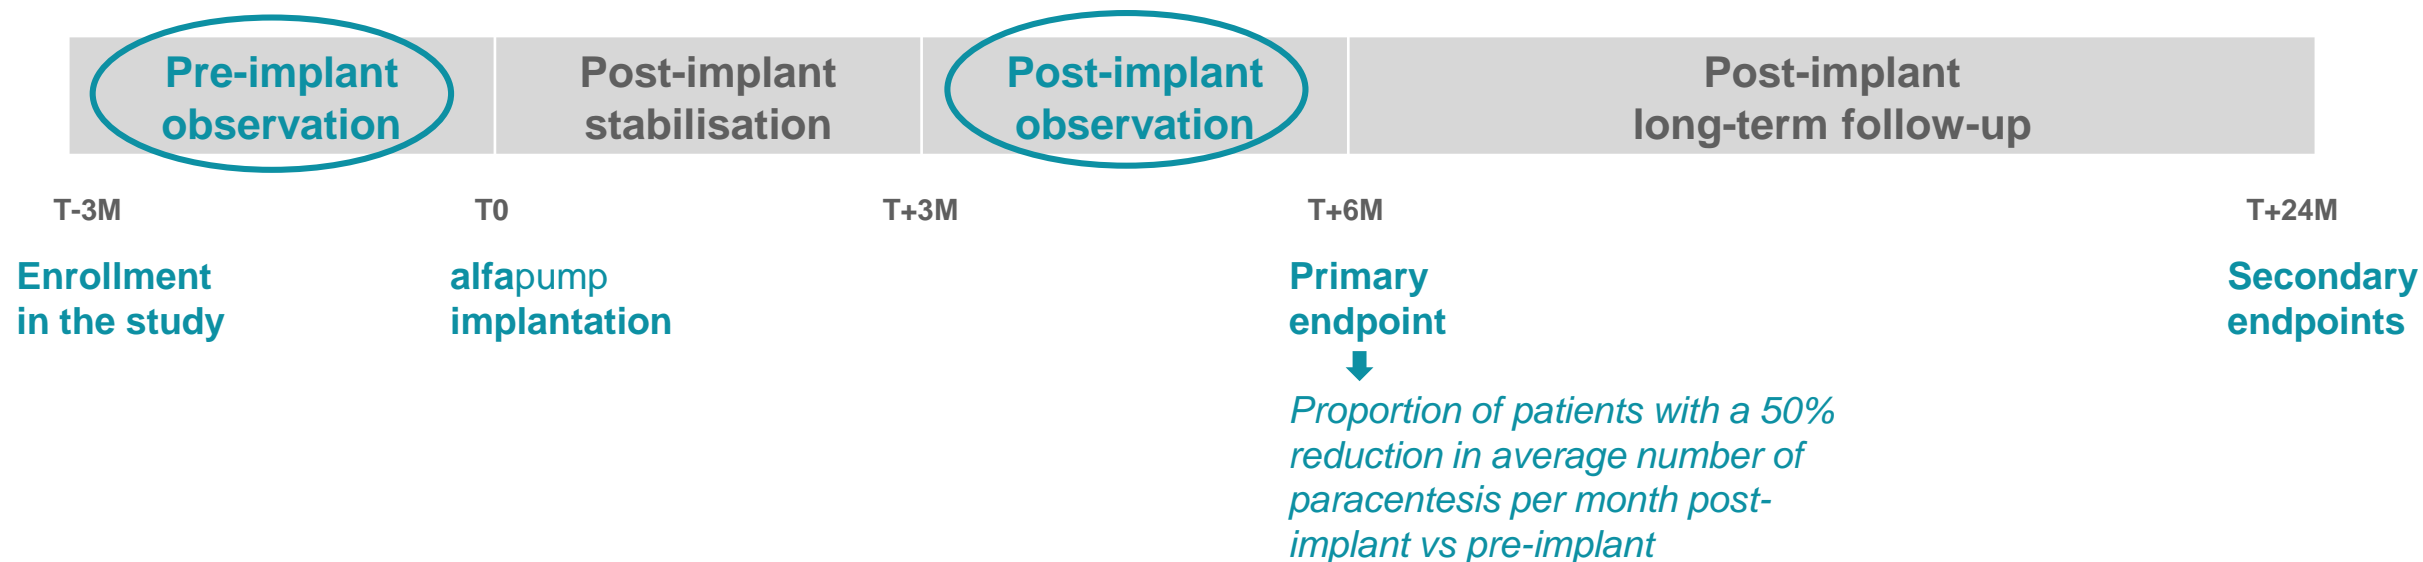 Pre-implant
observation
Post-implant
stabilisation
Post-implant
observation
Post-implant
long-term follow-up
T-3M
T0
T+3M
T+6M
T+24M
Enrollment
in the study
alfapump
implantation
Primary
endpoint
Secondary
endpoints
Proportion of patients with a 50%
reduction in average number of
paracentesis per month post-
implant vs pre-implant